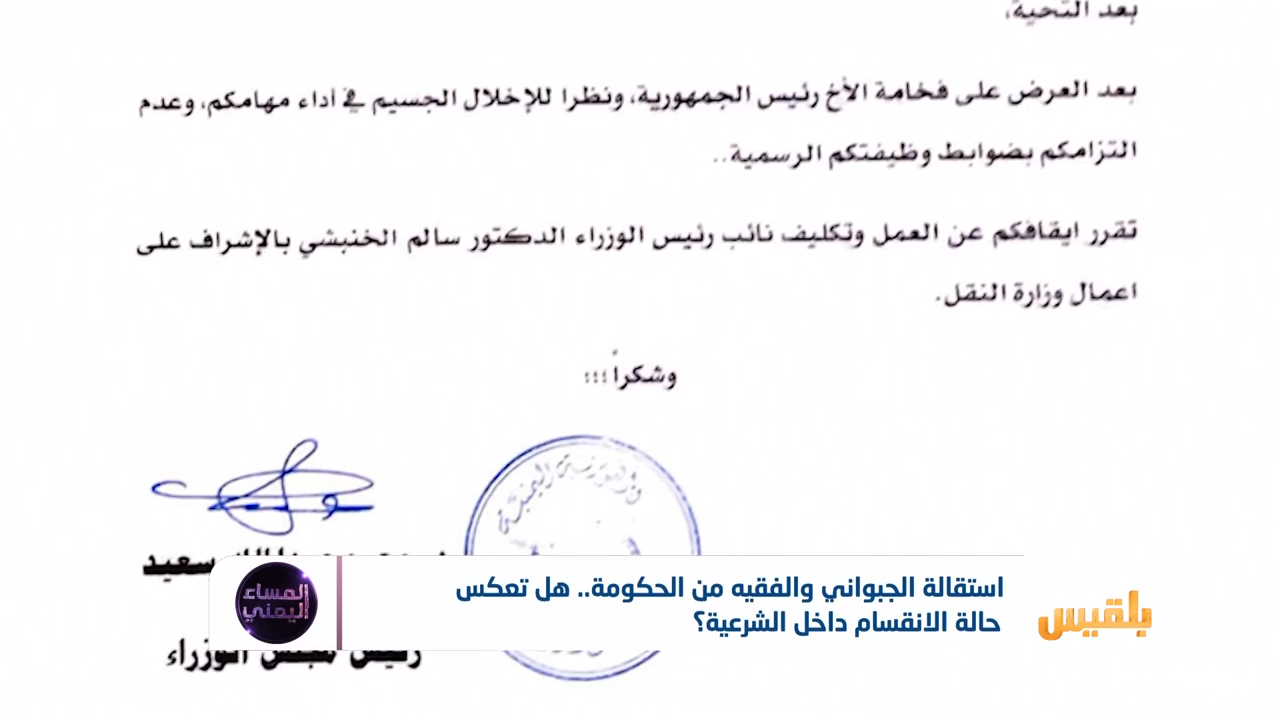 بعد التحية،
بعد العرض على فخامة الأخ رئيس الجمهورية، ونظرا للإخلال الجسيم في أداء مهامكم، وعدم
التزامكم بضوابط وظيفتكم الرسمية..
تقرر ايقافكم عن العمل وتكليف نائب رئيس الوزراء الدكتور سالم الخنبشي بالإشراف على
اعمال وزارة النقل.
وشكراً ؛؛؛
سعيد
رئيس مجلس الوزراء
استقالة الجبواني والفقيه من الحكومة.. هل تعكس
حالة الانقسام داخل الشرعية؟
المساء
اليمني
بلقيس